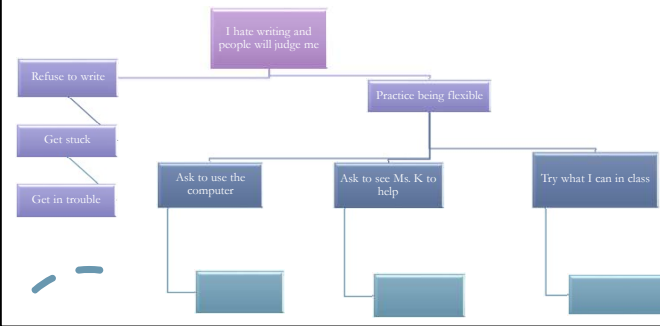 I hate writing and
people will judge me
Refuse to write
Practice being flexible
Get stuck
Get in trouble
Ask to use the
computer
Ask to see Ms. K to
help
Try what I can in class